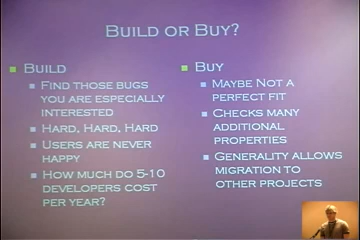 BUILD OR BUY?
BUILD
FIND THOSE BUGS
YOU ARE ESPECIALLY
INTERESTED
HARD, HARD, HARD
USERS ARE NEVER
HAPPY
HOW MUCH DO 5-10
DEVELOPERS COST
PER YEAR?
BUY
MAYBE NOT A
PERFECT FIT
CHECKS MANY
ADDITIONAL
PROPERTIES
GENERALITY ALLOWS
MIGRATION TO
OTHER PROJECTS